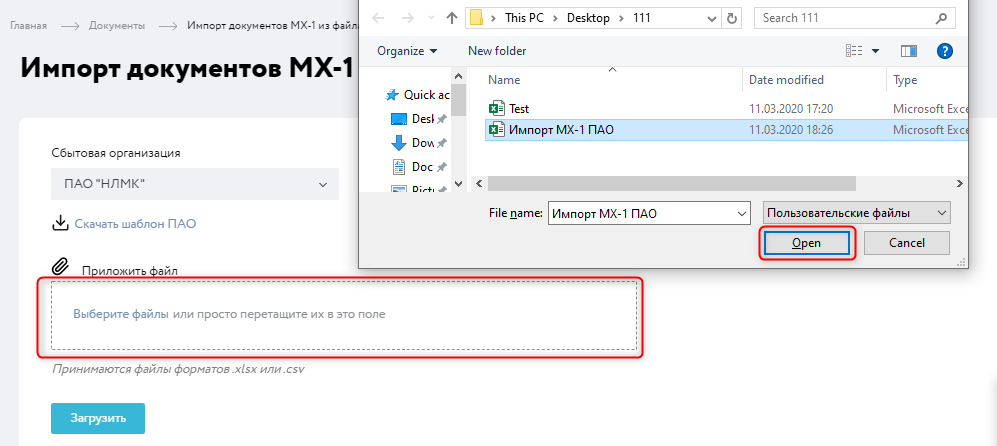 Главная → Документы → Импорт документов МХ-1 из файл
Импорт документов МХ-1
Сбытовая организация
ПАО "НЛМК"
Скачать шаблон ПАО
Приложить файл
Выберите файлы или просто перетащите их в это поле
Принимаются файлы форматов .xlsx или .csv
Загрузить
This PC > Desktop > 111
Search 111
Organize
New folder
Name Date modified Type
Quick ac
Desk
Dow
Doc
Pictu
Test 11.03.2020 17:20 Microsoft Exce
Импорт МХ-1 ПАО 11.03.2020 18:26 Microsoft Exce
File name: Импорт МХ-1 ПАО
Пользовательские файлы
Open
Cancel